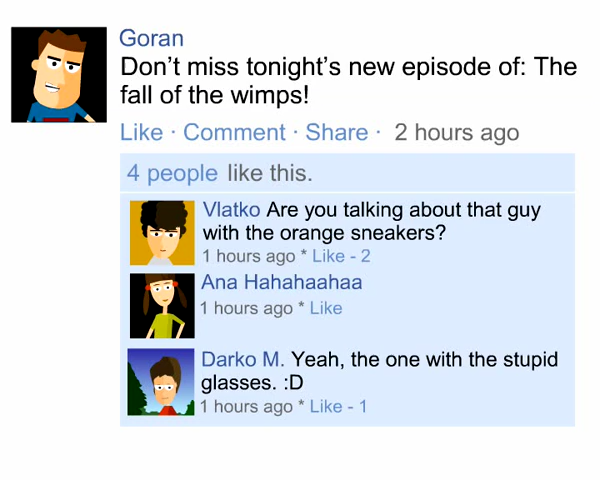 Goran
Don't miss tonight's new episode of: The
fall of the wimps!
Like · Comment · Share · 2 hours ago
4 people like this.
Vlatko Are you talking about that guy
with the orange sneakers?
1 hours ago * Like - 2
Ana Hahahaahaa
1 hours ago * Like
Darko M. Yeah, the one with the stupid
glasses. :D
1 hours ago * Like - 1